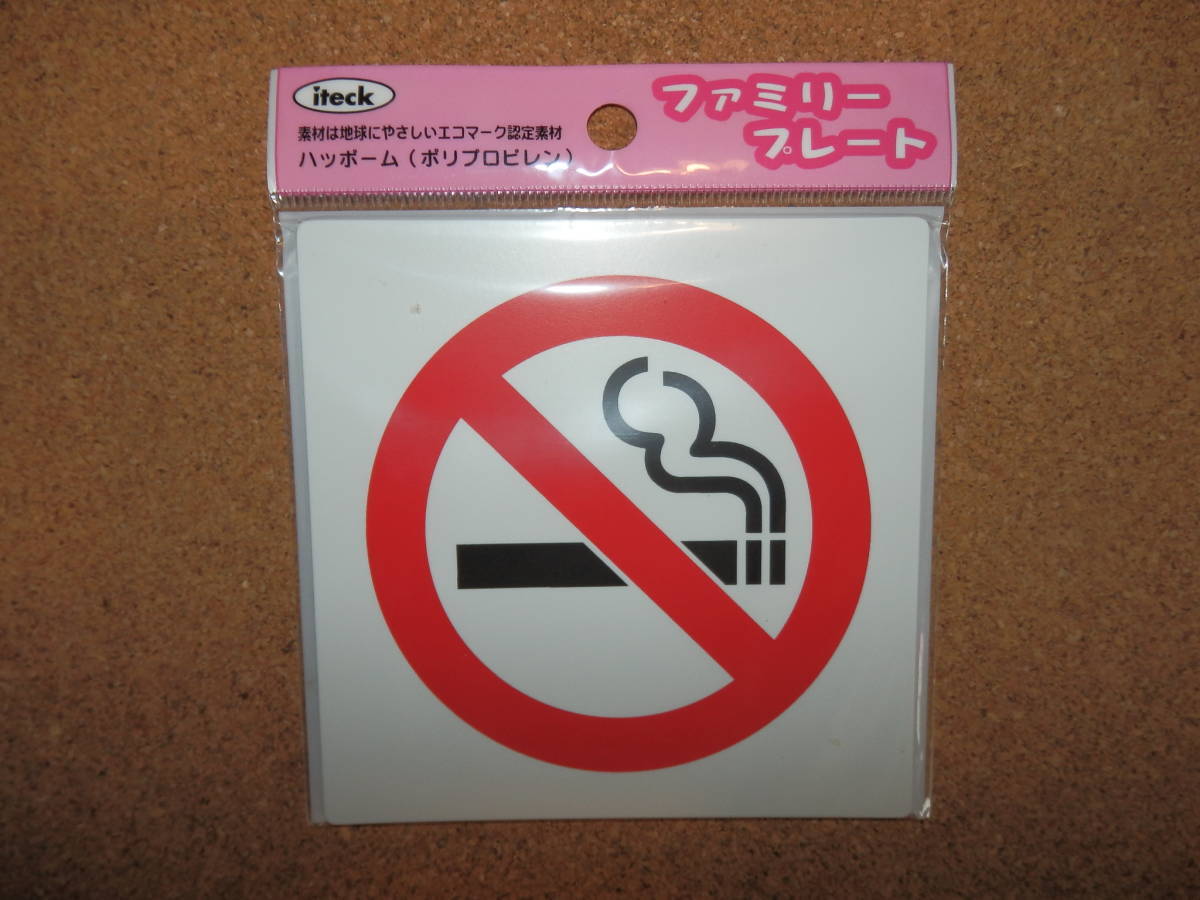 iteck
素材は地球にやさしいエコマーク認定素材
ハッポーム（ポリプロピレン）
ファミリー
プレート